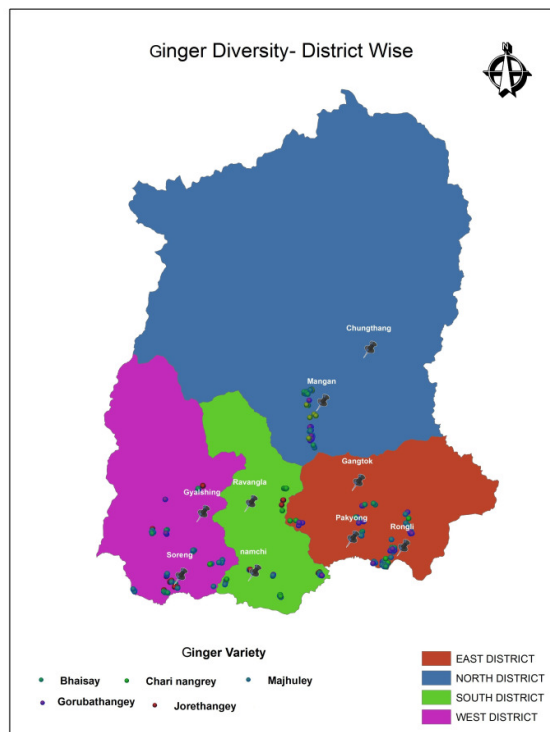 Ginger Diversity- District Wise
Chungthang
Mangan
Gangtok
Gyalshing
Ravangla
Pakyong
Rongli
Soreng
namchi
Ginger Variety
Bhaisay
Chari nangrey
Majhuley
Gorubathangey
Jorethangey
EAST DISTRICT
NORTH DISTRICT
SOUTH DISTRICT
WEST DISTRICT